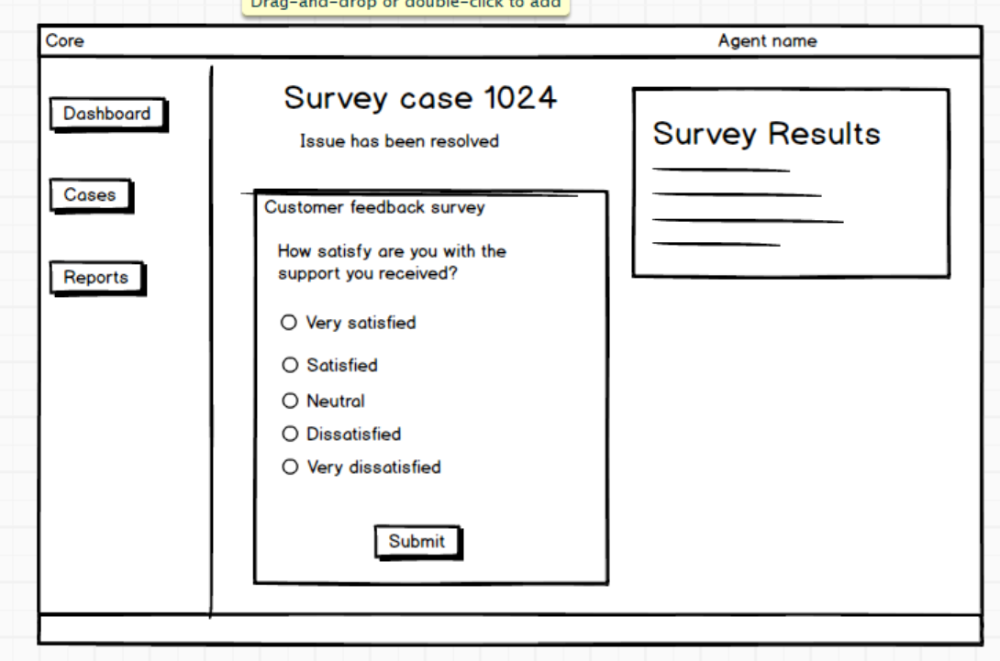 Drag-and-drop or double-click to add
Core
Agent name
Dashboard
Cases
Reports
Survey case 1024
Issue has been resolved
Customer feedback survey
How satisfy are you with the
support you received?
Very satisfied
Satisfied
Neutral
Dissatisfied
Very dissatisfied
Submit
Survey Results